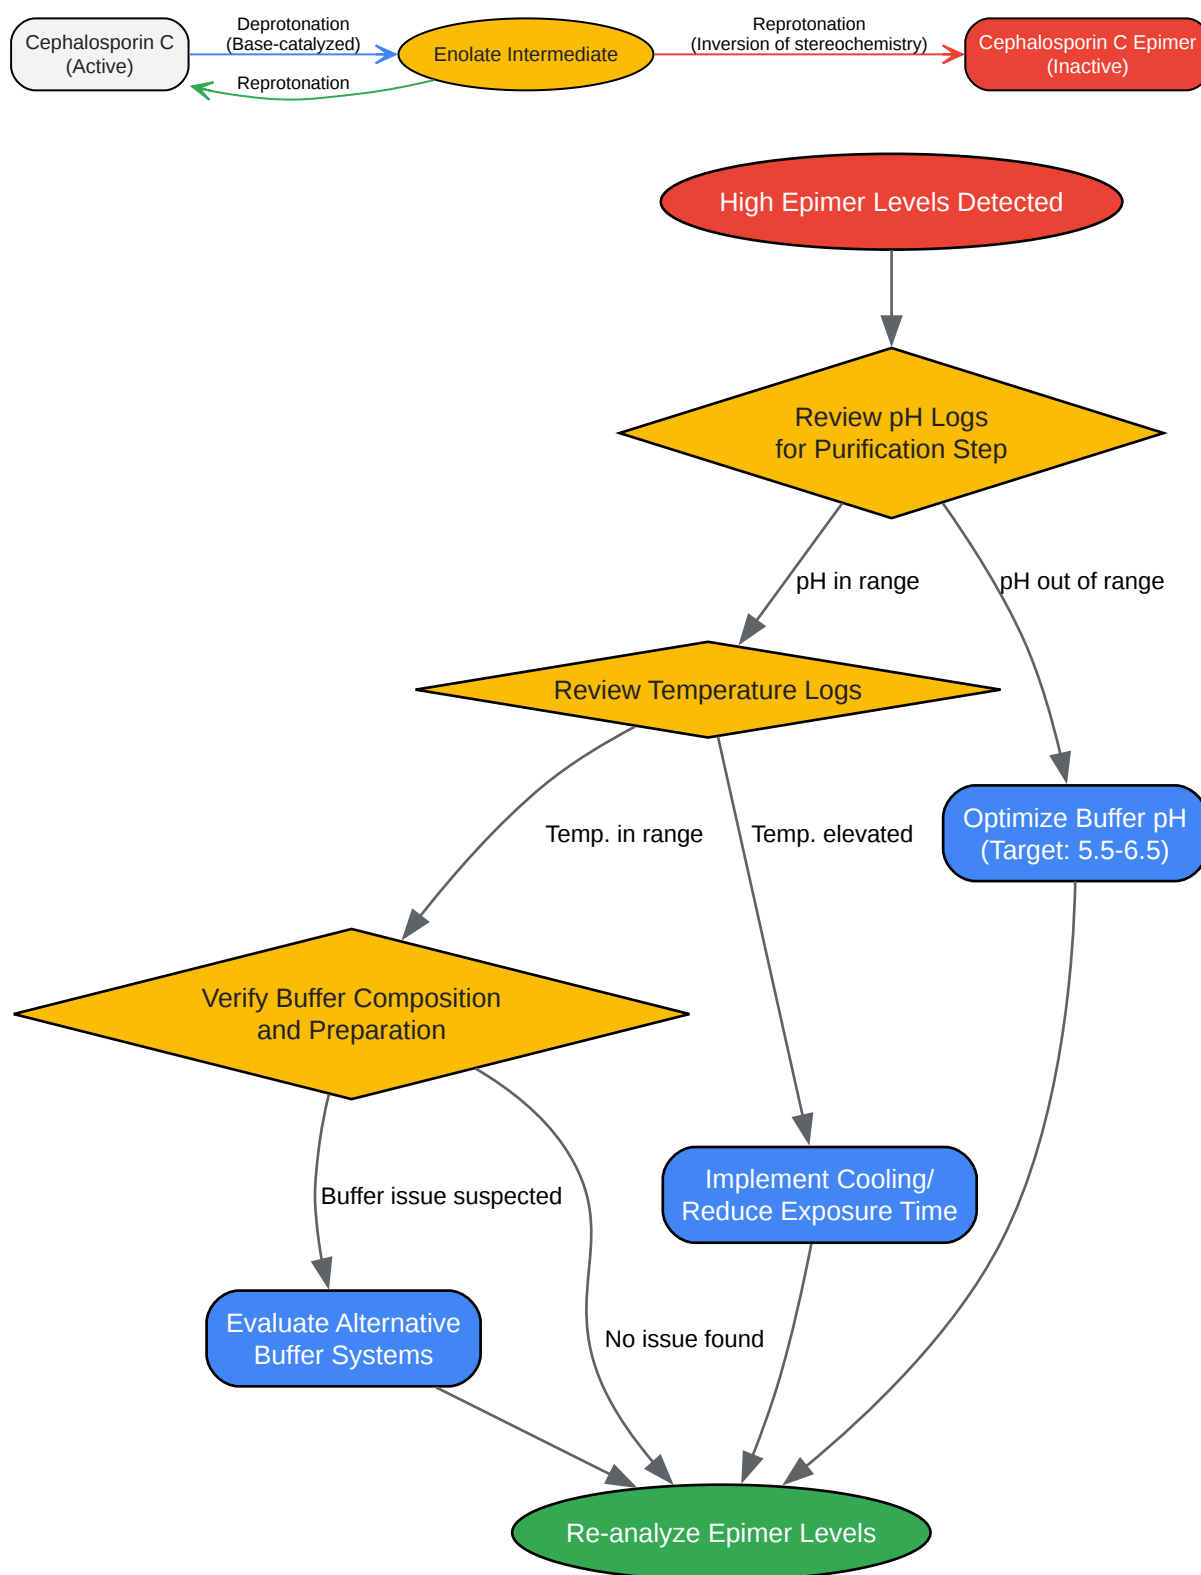 Cephalosporin C
(Active)
Deprotonation
(Base-catalyzed)
Reprotonation
Enolate Intermediate
Reprotonation
(Inversion of stereochemistry)
Cephalosporin C Epimer
(Inactive)
High Epimer Levels Detected
Review pH Logs
for Purification Step
pH in range
pH out of range
Review Temperature Logs
Temp. in range
Temp. elevated
Optimize Buffer pH
(Target: 5.5-6.5)
Verify Buffer Composition
and Preparation
Buffer issue suspected
Implement Cooling/
Reduce Exposure Time
Evaluate Alternative
Buffer Systems
No issue found
Re-analyze Epimer Levels